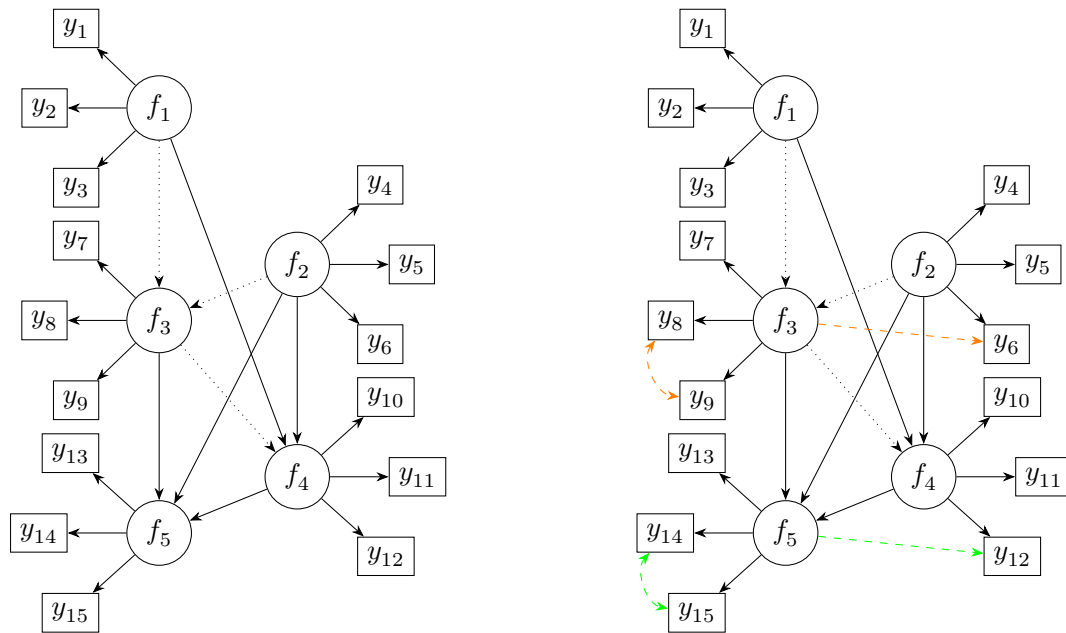 y₁
y₂
f₁
y₃
y₄
y₇
f₂
y₅
y₈
f₃
y₆
y₉
y₁₀
y₁₃
f₄
y₁₁
y₁₄
f₅
y₁₂
y₁₅
y₁
y₂
f₁
y₃
y₄
y₇
f₂
y₅
y₈
f₃
y₆
y₉
y₁₀
y₁₃
f₄
y₁₁
y₁₄
f₅
y₁₂
y₁₅